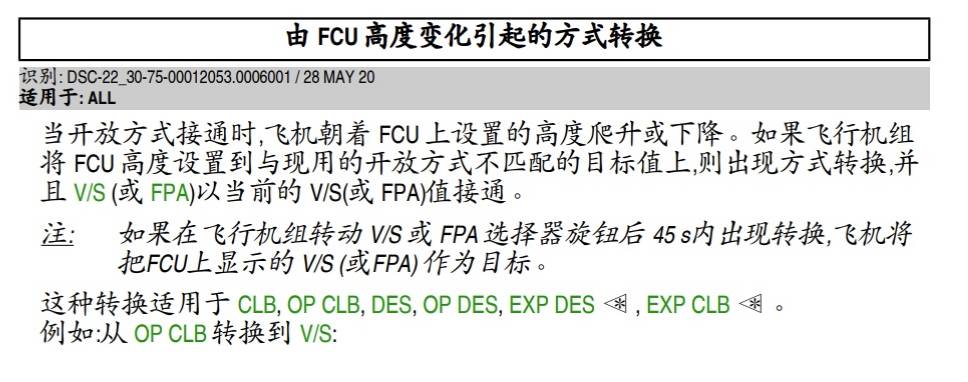 由 FCU 高度变化引起的方式转换
识别: DSC-22_30-75-00012053.0006001 / 28 MAY 20
适用于: ALL
当开放方式接通时,飞机朝着 FCU 上设置的高度爬升或下降。如果飞行机组
将 FCU 高度设置到与现用的开放方式不匹配的目标值上,则出现方式转换,并
且 V/S (或 FPA)以当前的 V/S(或 FPA)值接通。
注: 如果在飞行机组转动 V/S 或 FPA 选择器旋钮后 45 s内出现转换,飞机将
把FCU上显示的 V/S (或FPA) 作为目标。
这种转换适用于 CLB, OP CLB, DES, OP DES, EXP DES , EXP CLB 。
例如:从 OP CLB 转换到 V/S: